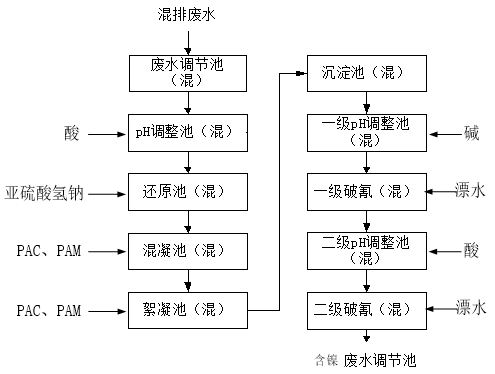 混排废水
废水调节池
（混）
酸
pH调整池（混）
亚硫酸氢钠
还原池（混）
PAC、PAM
混凝池（混）
PAC、PAM
絮凝池（混）
沉淀池（混）
一级pH调整池
（混）
碱
一级破氰（混）
漂水
二级pH调整池
（混）
酸
二级破氰（混）
漂水
含镍 废水调节池